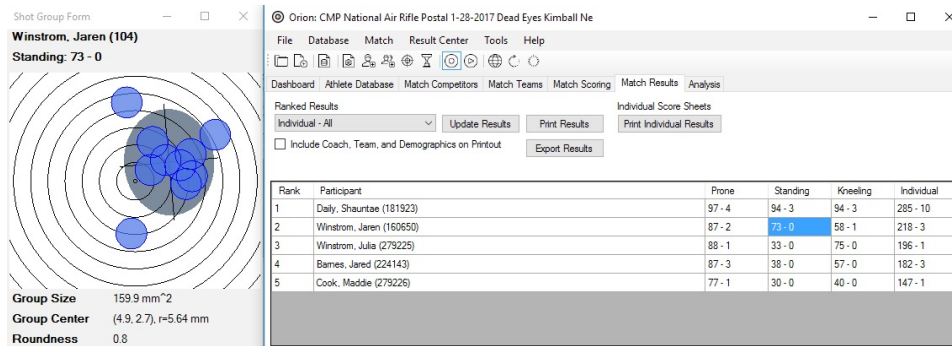 Shot Group Form
Winstrom, Jaren (104)
Standing: 73 - 0
Group Size 159.9 mm^2
Group Center (4.9, 2.7), r=5.64 mm
Roundness 0.8
Orion: CMP National Air Rifle Postal 1-28-2017 Dead Eyes Kimball Ne
File Database Match Result Center Tools Help
Dashboard Athlete Database Match Competitors Match Teams Match Scoring Match Results Analysis
Ranked Results Individual Score Sheets
Individual - All Update Results Print Results Print Individual Results
Include Coach, Team, and Demographics on Printout Export Results
Rank Participant Prone Standing Kneeling Individual
1 Daily, Shauntae (181923) 97 - 4 94 - 3 94 - 3 285 - 10
2 Winstrom, Jaren (160650) 87 - 2 73 - 0 58 - 1 218 - 3
3 Winstrom, Julia (279225) 88 - 1 33 - 0 75 - 0 196 - 1
4 Barnes, Jared (224143) 87 - 3 38 - 0 57 - 0 182 - 3
5 Cook, Maddie (279226) 77 - 1 30 - 0 40 - 0 147 - 1